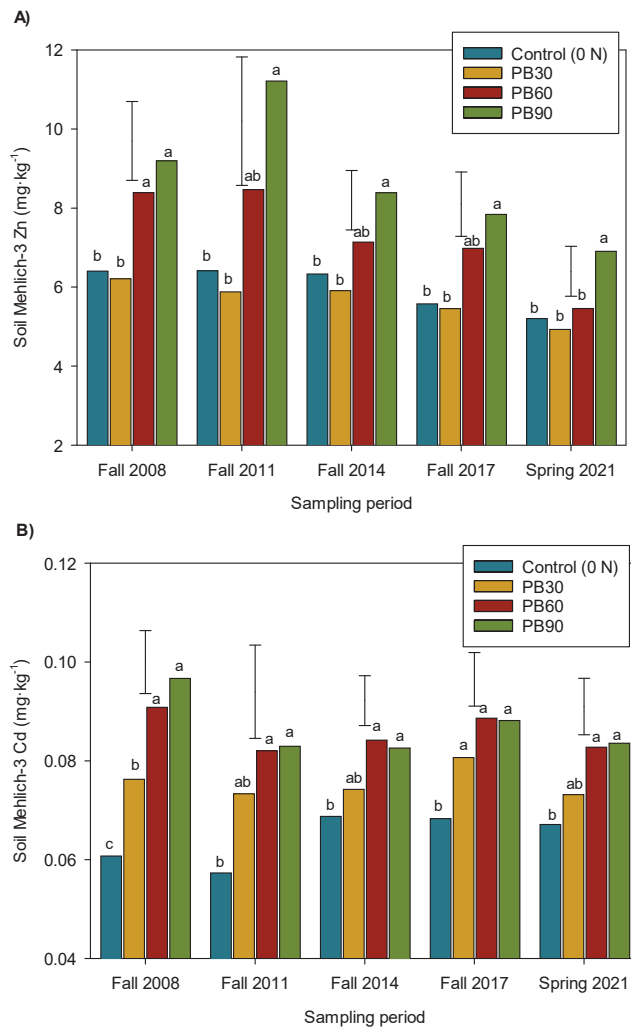 A)
Soil Mehlich-3 Zn (mg·kg⁻¹)
12
10
8
6
4
2
Control (0 N)
PB30
PB60
PB90
b b a a
b b ab a
b b ab a
b b ab a
b b b a
Fall 2008 Fall 2011 Fall 2014 Fall 2017 Spring 2021
Sampling period
B)
Soil Mehlich-3 Cd (mg·kg⁻¹)
0.12
0.10
0.08
0.06
0.04
Control (0 N)
PB30
PB60
PB90
c b a a
b ab a a
b ab a a
b a a a
b ab a a
Fall 2008 Fall 2011 Fall 2014 Fall 2017 Spring 2021
Sampling period